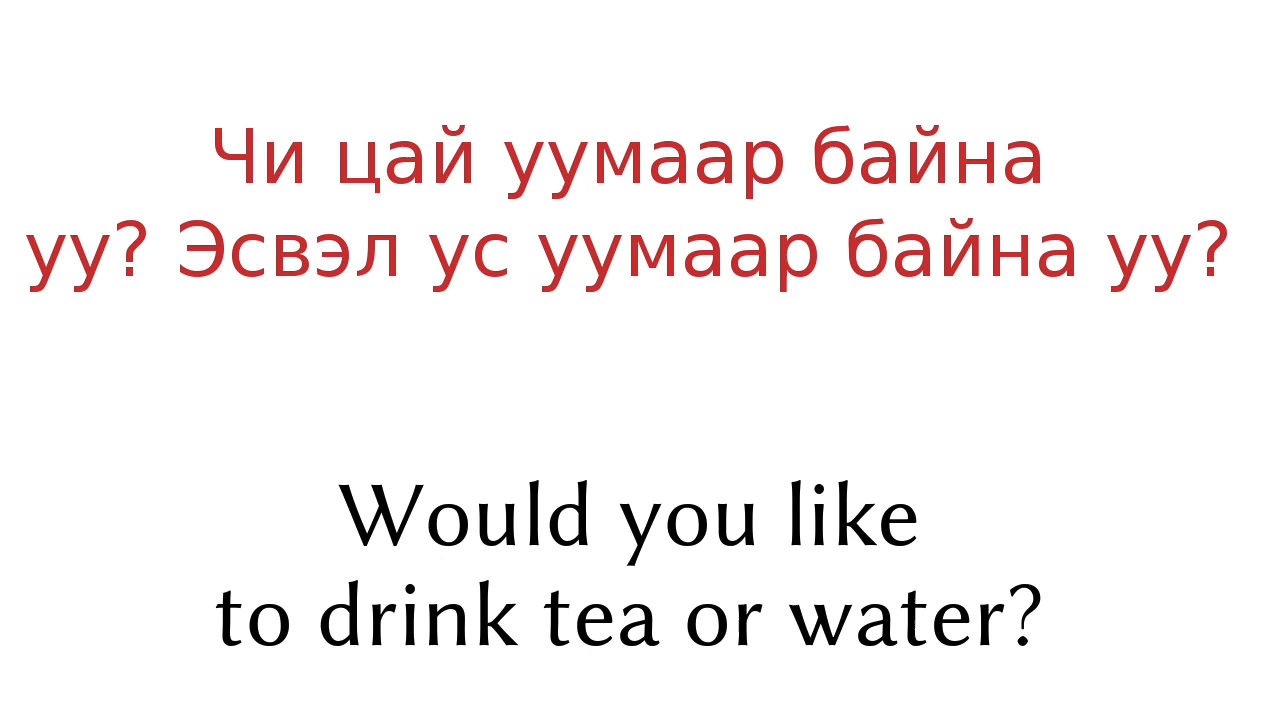 Чи цай уумаар байна
уу? Эсвэл ус уумаар байна уу?
Would you like
to drink tea or water?